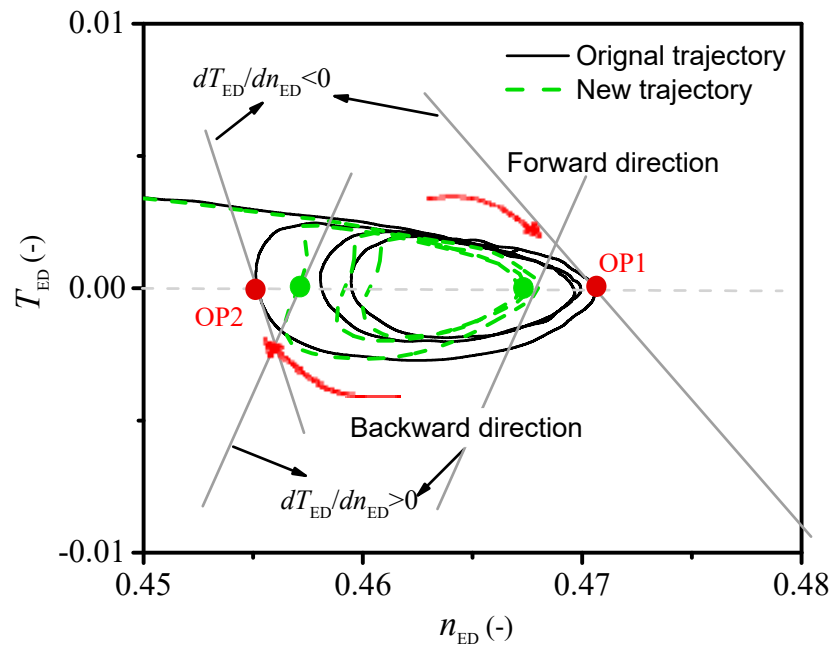 0.01
Orignal trajectory
New trajectory
dT_ED/dn_ED<0
Forward direction
T_ED (-)
0.00
OP1
OP2
Backward direction
dT_ED/dn_ED>0
-0.01
0.45
0.46
0.47
0.48
n_ED (-)